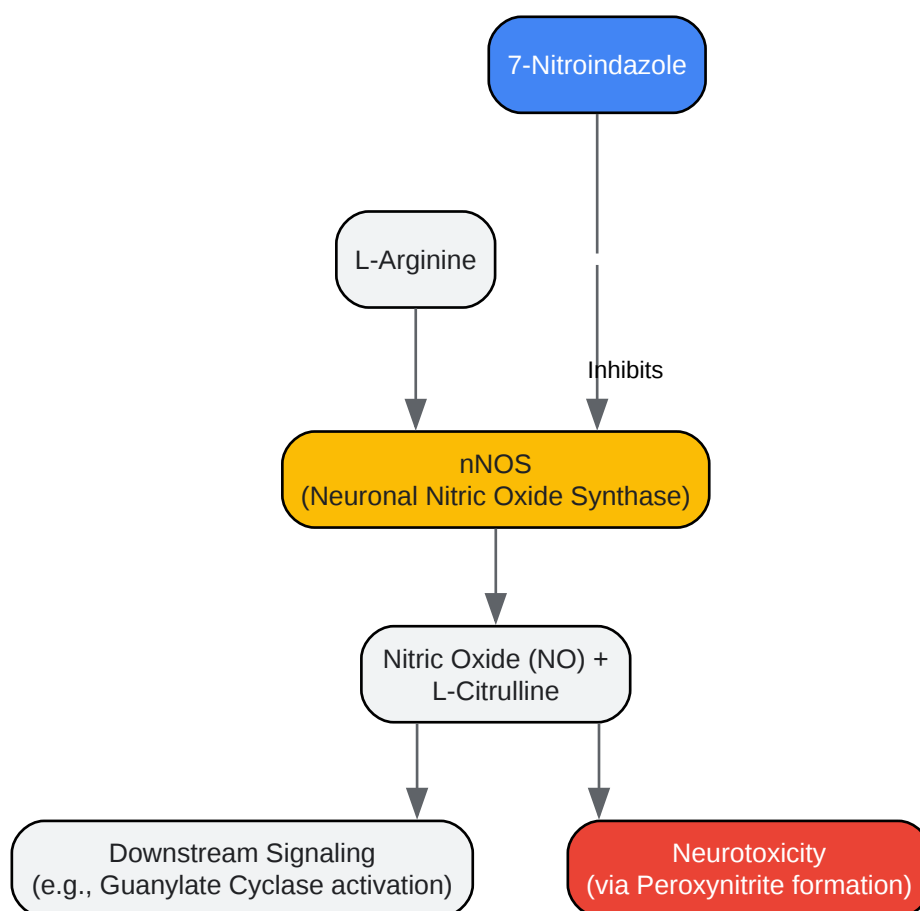 7-Nitroindazole
L-Arginine
Inhibits
nNOS
(Neuronal Nitric Oxide Synthase)
Nitric Oxide (NO) +
L-Citrulline
Downstream Signaling
(e.g., Guanylate Cyclase activation)
Neurotoxicity
(via Peroxynitrite formation)